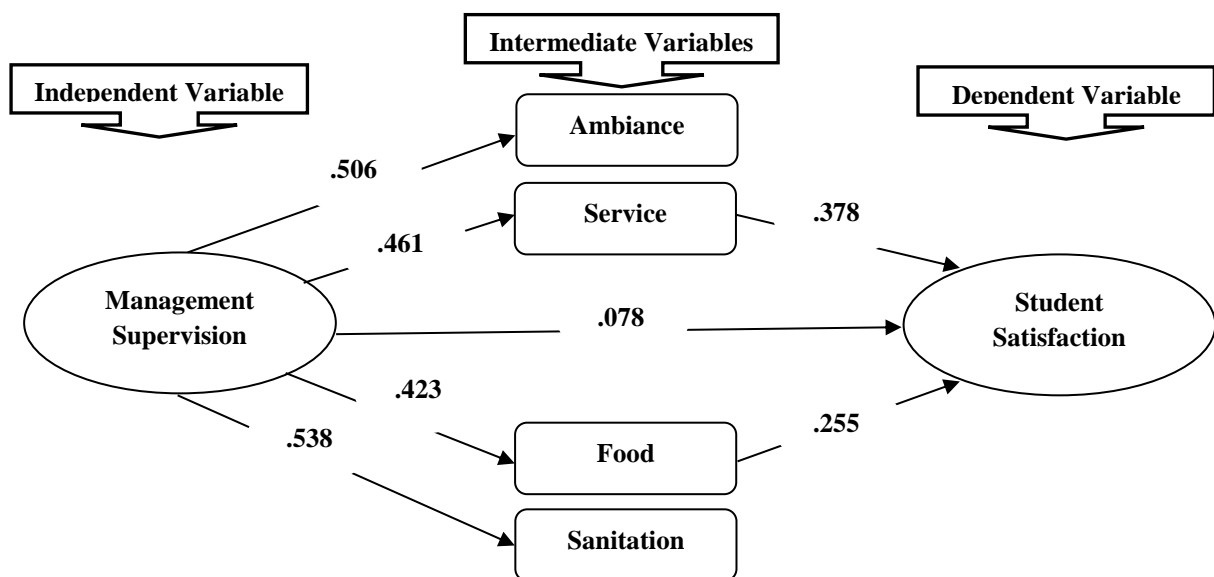 Intermediate Variables
Independent Variable
Dependent Variable
Ambiance
.506
Service
.378
.461
Management
Supervision
.078
Student
Satisfaction
.423
.538
Food
.255
Sanitation